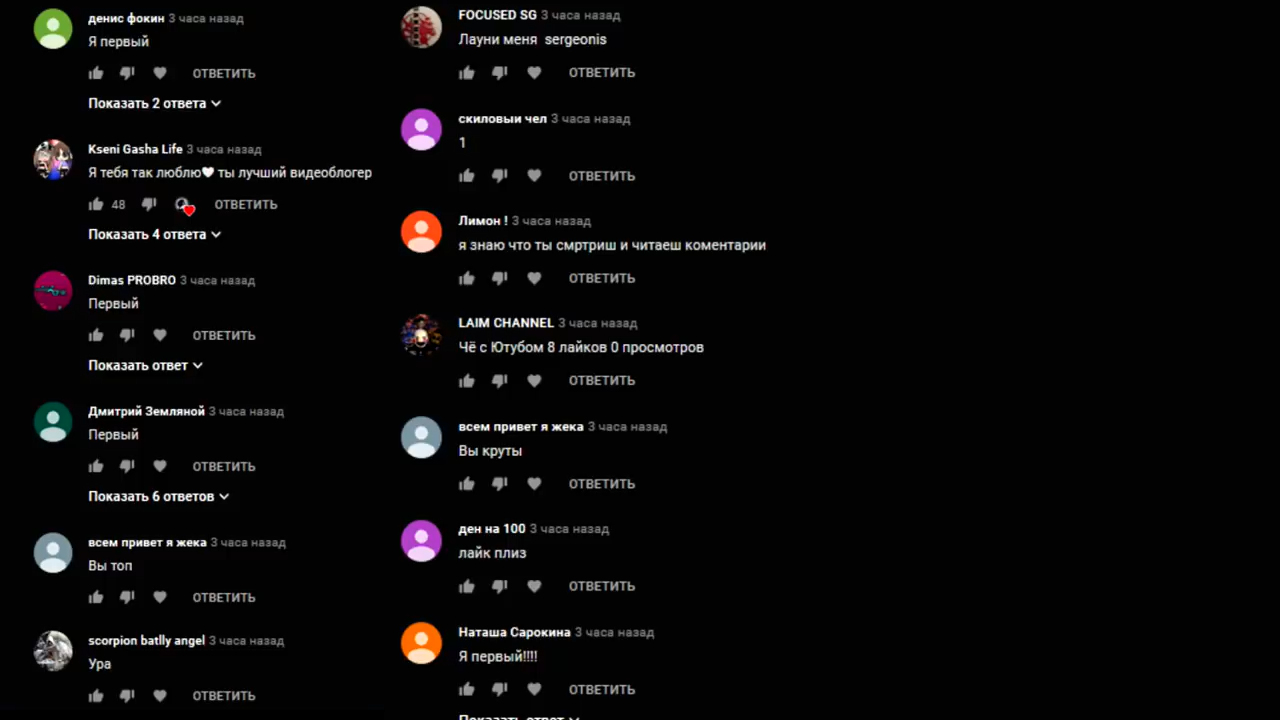 денис фокин 3 часа назад
Я первый
ОТВЕТИТЬ
Показать 2 ответа
Kseni Gasha Life 3 часа назад
Я тебя так люблю🤍 ты лучший видеоблогер
48 ОТВЕТИТЬ
Показать 4 ответа
Dimas PROBRO 3 часа назад
Первый
ОТВЕТИТЬ
Показать ответ
Дмитрий Земляной 3 часа назад
Первый
ОТВЕТИТЬ
Показать 6 ответов
всем привет я жека 3 часа назад
Вы топ
ОТВЕТИТЬ
scorpion batlly angel 3 часа назад
Ура
ОТВЕТИТЬ
FOCUSED SG 3 часа назад
Лауни меня sergeonis
ОТВЕТИТЬ
скиловыи чел 3 часа назад
1
ОТВЕТИТЬ
Лимон ! 3 часа назад
я знаю что ты смртриш и читаеш коментарии
ОТВЕТИТЬ
LAIM CHANNEL 3 часа назад
Чё с Ютубом 8 лайков 0 просмотров
ОТВЕТИТЬ
всем привет я жека 3 часа назад
Вы круты
ОТВЕТИТЬ
ден на 100 3 часа назад
лайк плиз
ОТВЕТИТЬ
Наташа Сарокина 3 часа назад
Я первый!!!!
ОТВЕТИТЬ
Показать ответ